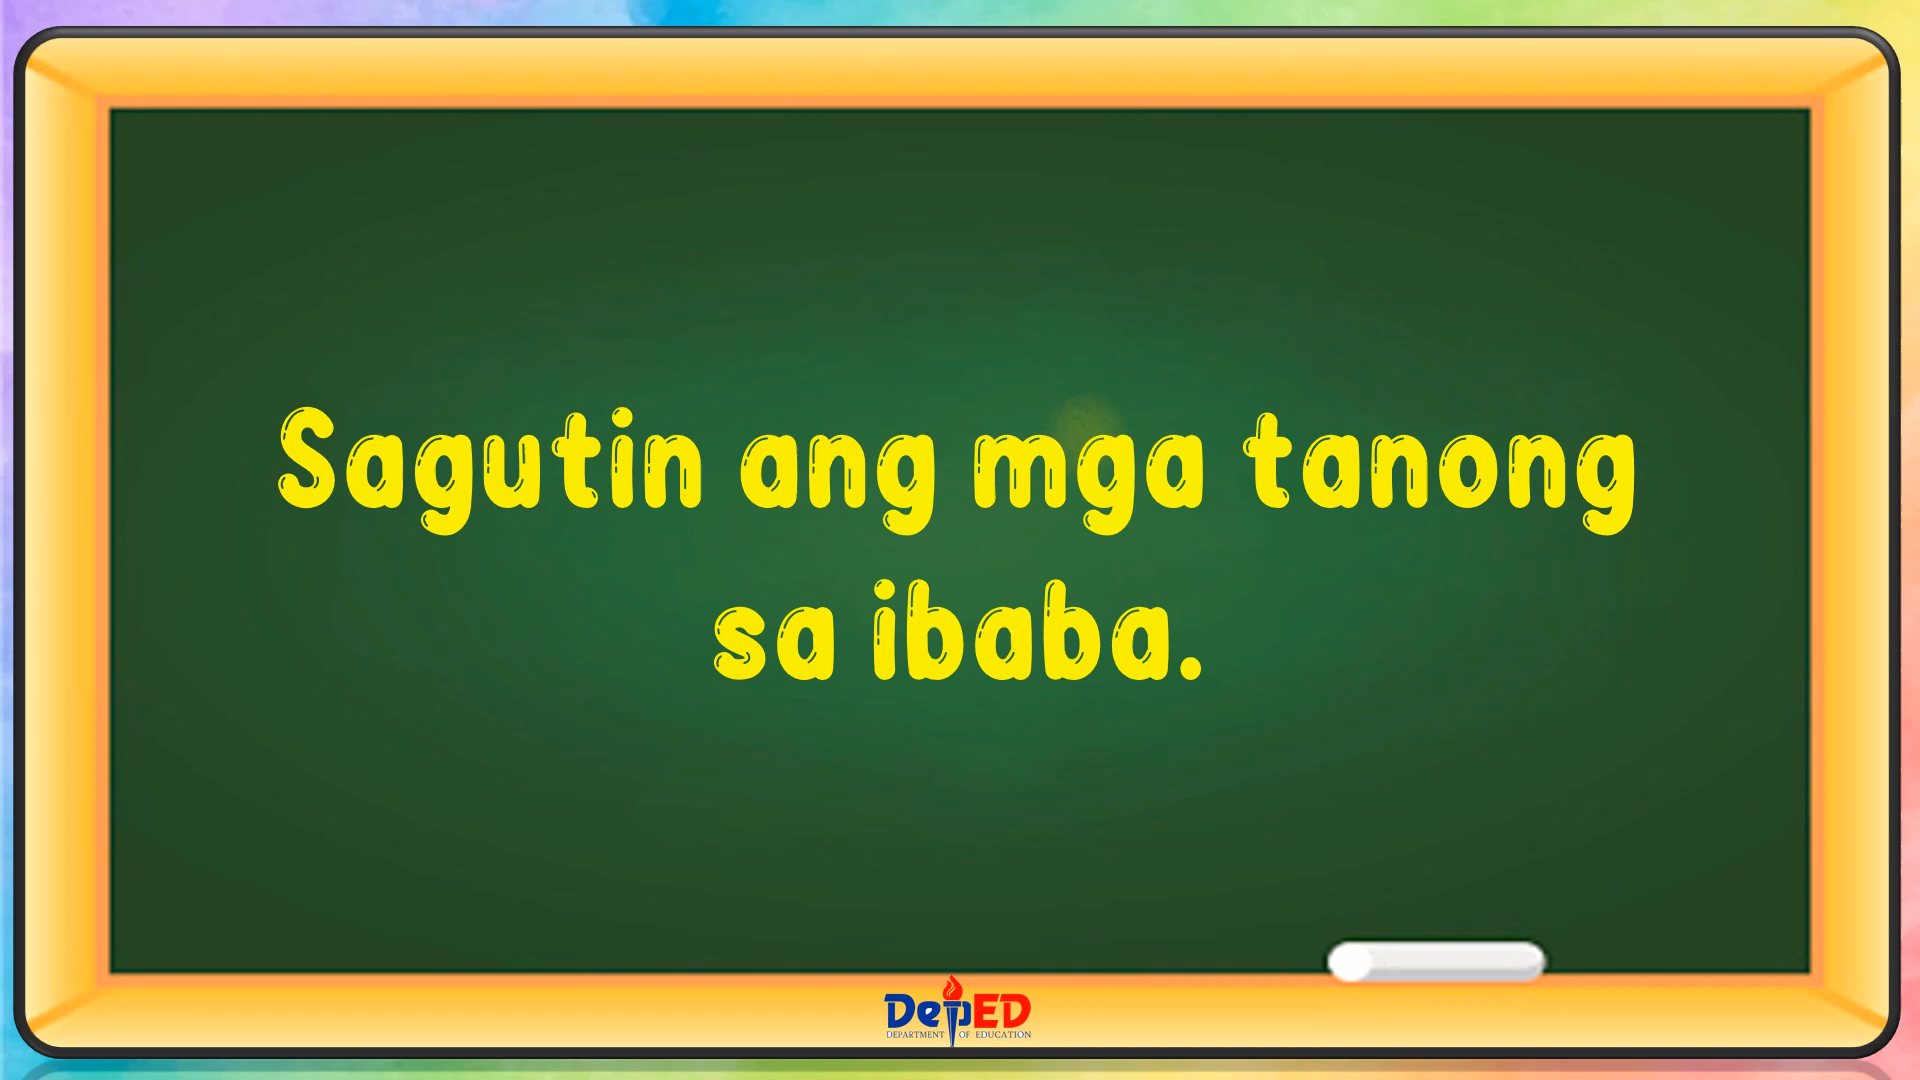 Sagutin ang mga tanong
sa ibaba.
DepED
DEPARTMENT OF EDUCATION